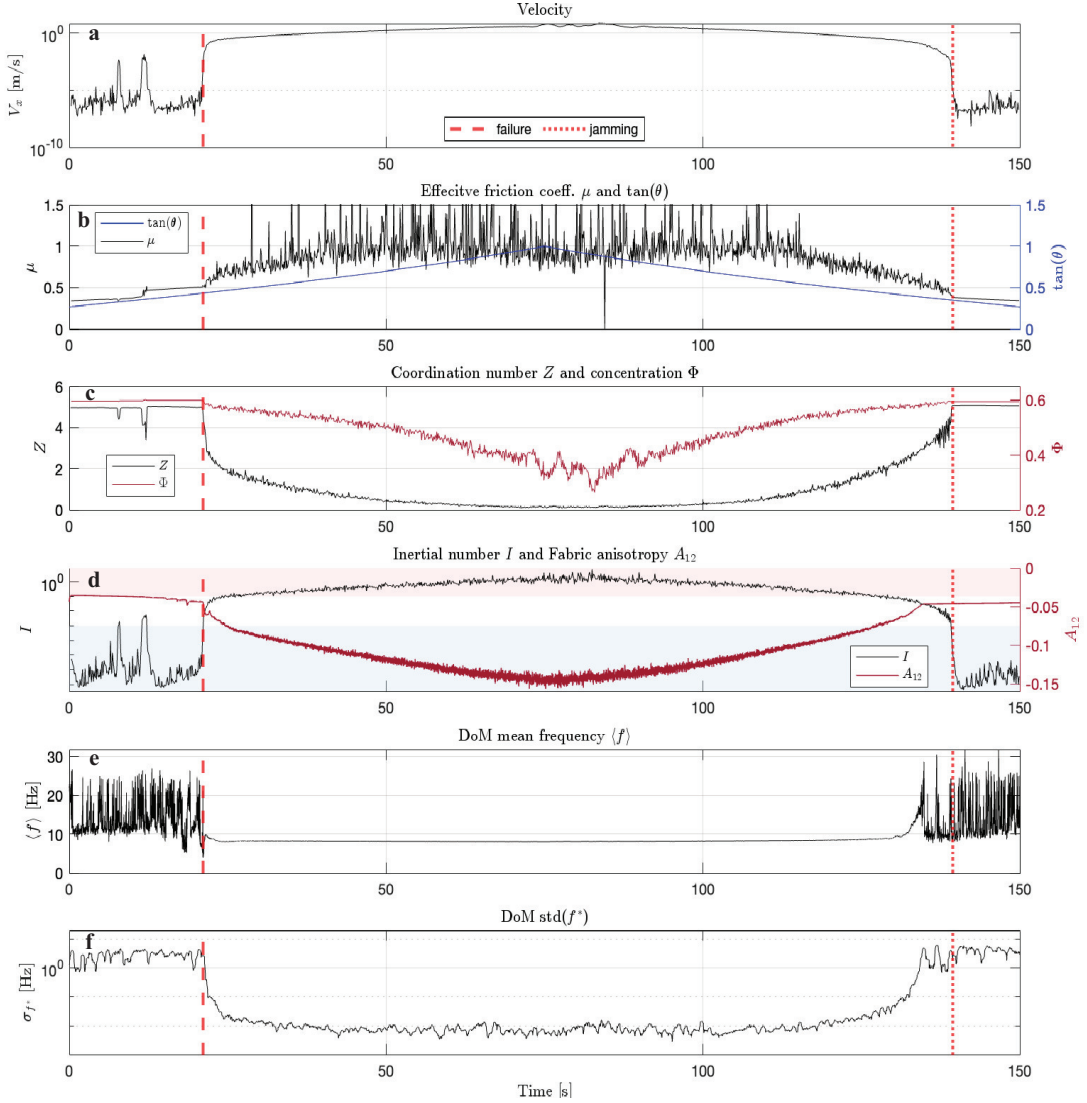 Velocity
a
10^0
V_x [m/s]
10^-10
failure
jamming
0 50 100 150
Effecitve friction coeff. μ and tan(θ)
b
1.5 1 0.5 0
μ
tan(θ)
μ
1.5 1 0.5 0
tan(θ)
0 50 100 150
Coordination number Z and concentration Φ
c
6 4 2 0
Z
Z
Φ
0.6 0.4 0.2
Φ
0 50 100 150
Inertial number I and Fabric anisotropy A_12
d
10^0
I
I
A_12
0 -0.05 -0.1 -0.15
A_12
0 50 100 150
DoM mean frequency ⟨f⟩
e
30 20 10 0
⟨f⟩ [Hz]
0 50 100 150
DoM std(f*)
f
10^0
σ_f* [Hz]
0 50 100 150
Time [s]